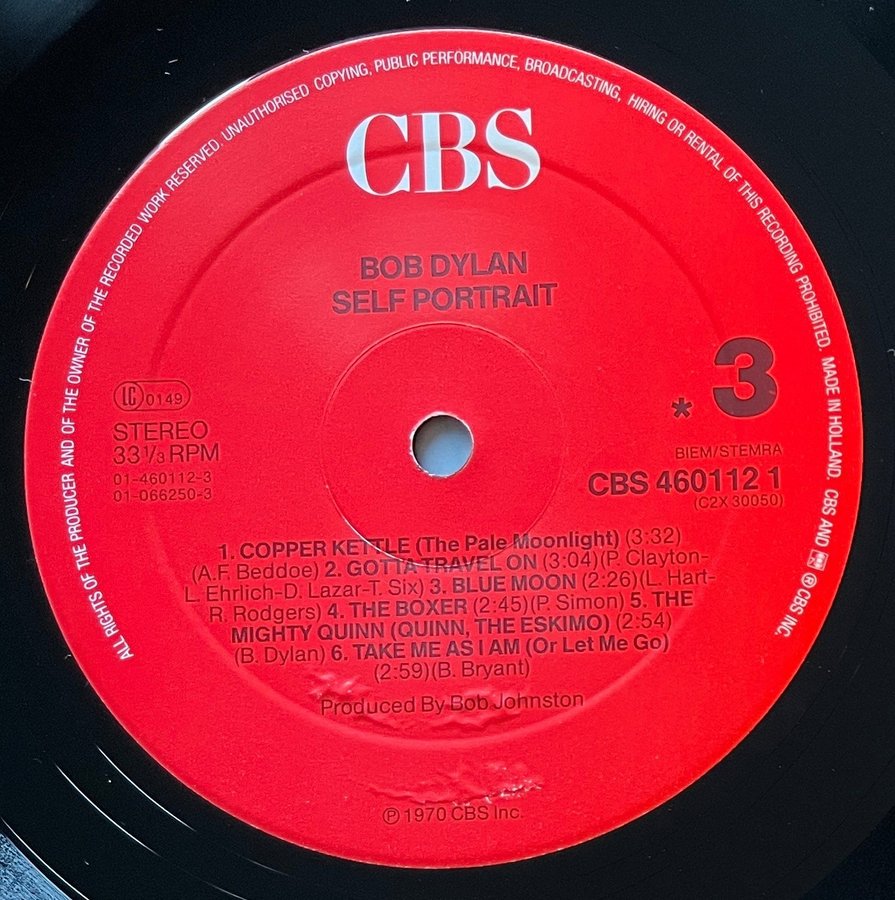 ALL RIGHTS OF THE PRODUCER AND OF THE OWNER OF THE RECORDED WORK RESERVED. UNAUTHORISED COPYING, PUBLIC PERFORMANCE, BROADCASTING, HIRING OR RENTAL OF THIS RECORDING PROHIBITED. MADE IN HOLLAND. CBS AND ® CBS INC.
CBS
BOB DYLAN
SELF PORTRAIT
* 3
LC 0149
STEREO
33 1/3 RPM
01-460112-3
01-066250-3
BIEM/STEMRA
CBS 460112 1
(C2X 30050)
1. COPPER KETTLE (The Pale Moonlight) (3:32)
(A.F. Beddoe) 2. GOTTA TRAVEL ON (3:04)(P. Clayton-
L. Ehrlich-D. Lazar-T. Six) 3. BLUE MOON (2:26)(L. Hart-
R. Rodgers) 4. THE BOXER (2:45)(P. Simon) 5. THE
MIGHTY QUINN (QUINN, THE ESKIMO) (2:54)
(B. Dylan) 6. TAKE ME AS I AM (Or Let Me Go)
(2:59)(B. Bryant)
Produced By Bob Johnston
℗ 1970 CBS Inc.